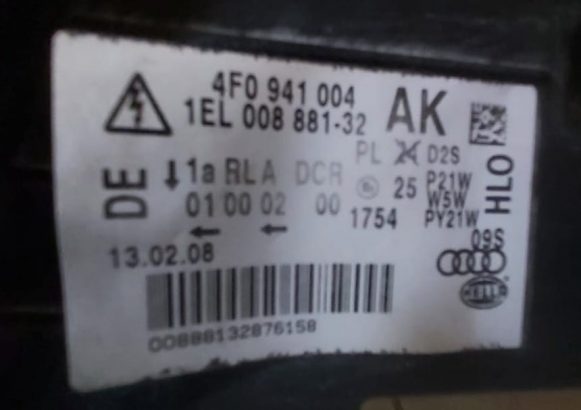 4F0 941 004 AK
1EL 008 881-32
PL D2S
DE 1a RL A DCR 25 P21W
W5W HLO
01 00 02 00 1754 PY21W
09S
13.02.08
HELLA
00888132876158